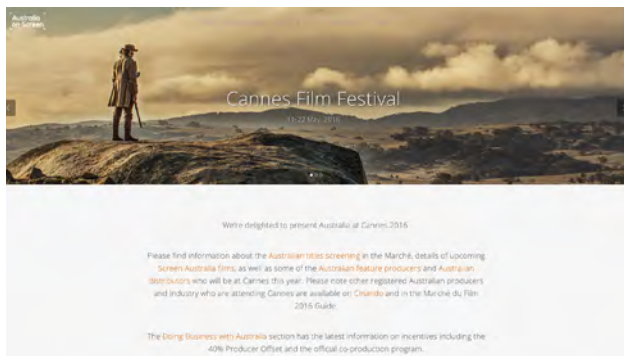 Australia
on Screen
Cannes Film Festival
11-22 May, 2016
We're delighted to present Australia at Cannes 2016
Please find information about the Australian titles screening in the Marché, details of upcoming
Screen Australia films, as well as some of the Australian feature producers and Australian
distributors who will be at Cannes this year. Please note other registered Australian producers
and industry who are attending Cannes are available on Cinando and in the Marché du Film
2016 Guide.
The Doing Business with Australia section has the latest information on incentives including the
40% Producer Offset and the official co-production program.